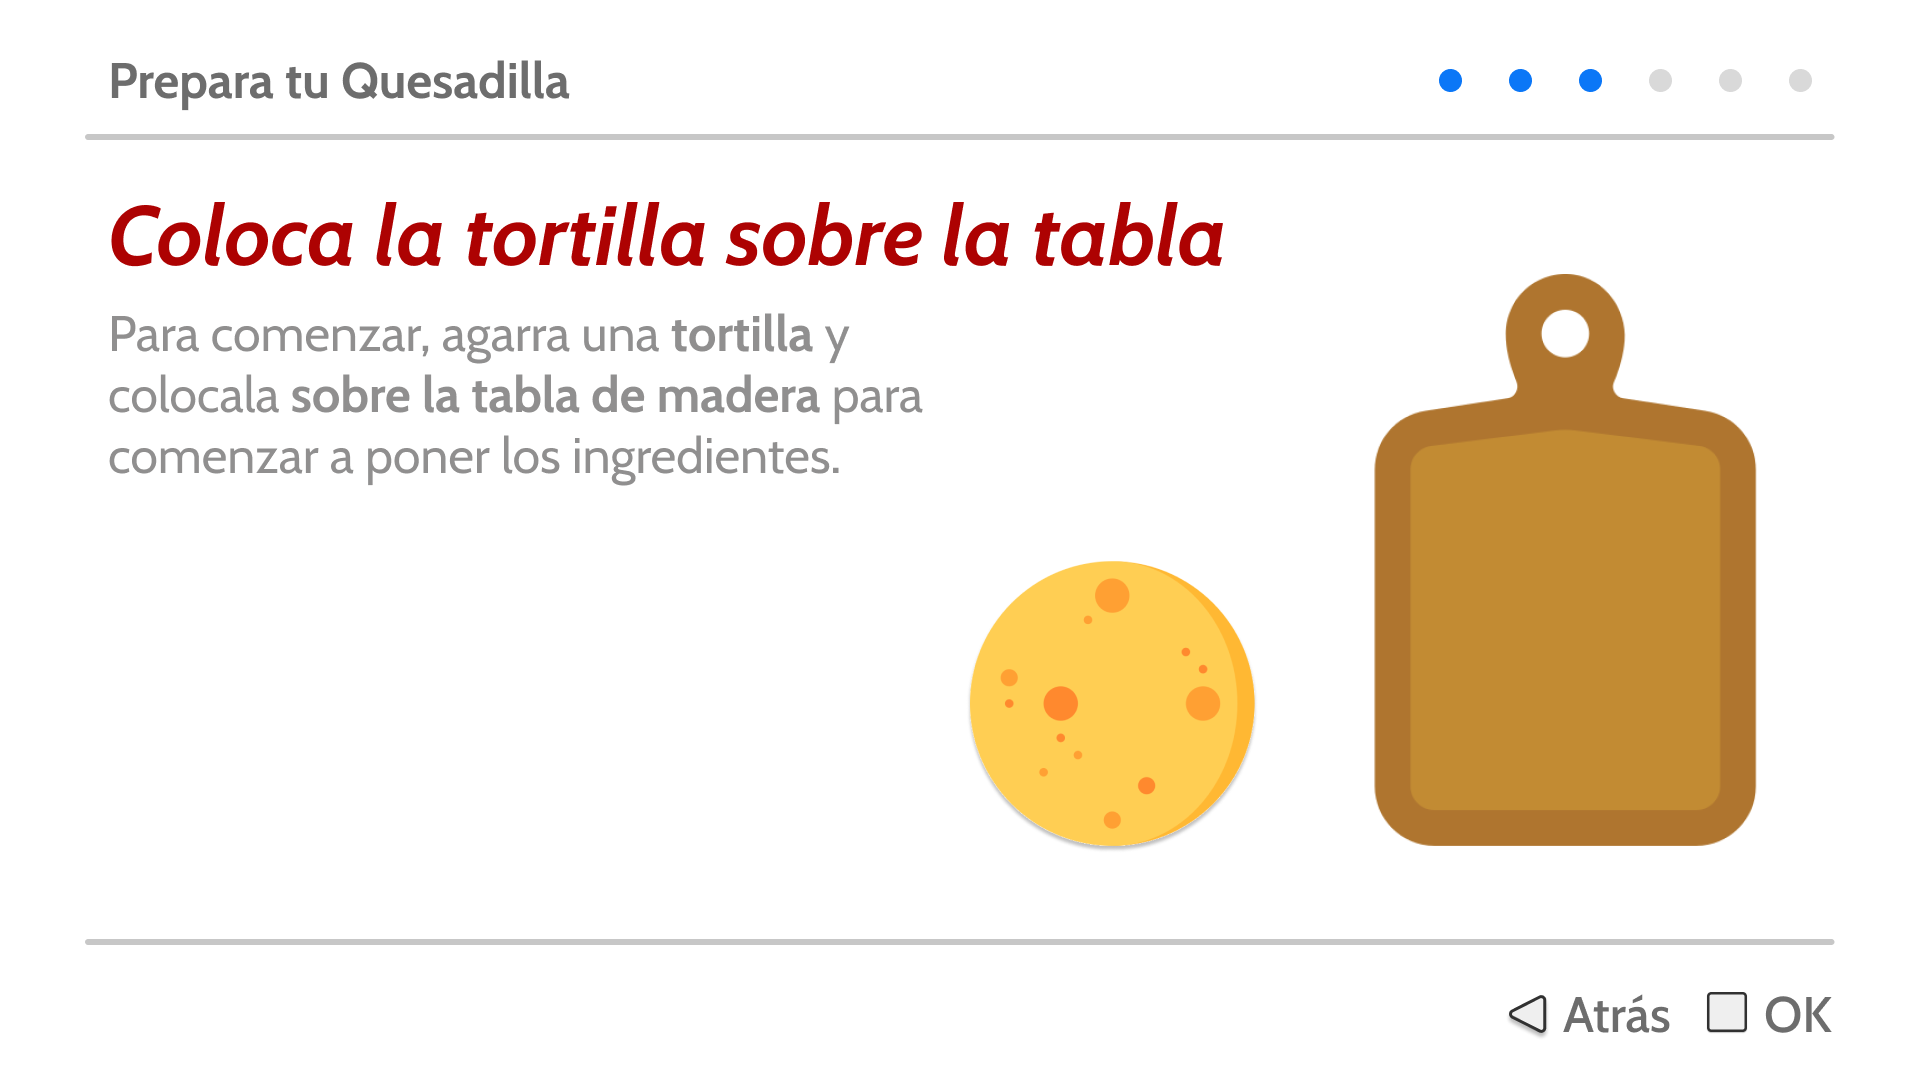 Prepara tu Quesadilla
Coloca la tortilla sobre la tabla
Para comenzar, agarra una tortilla y
colocala sobre la tabla de madera para
comenzar a poner los ingredientes.
Atrás OK